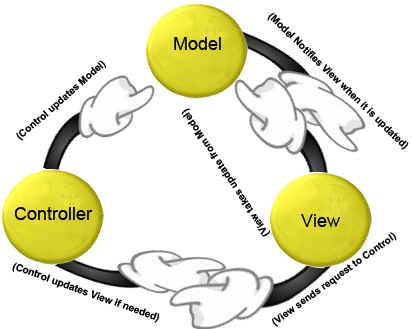 Model
(Model Notifies View when it is updated)
(Control updates Model)
(View takes update from Model)
Controller
View
(Control updates View if needed)
(View sends request to Control)